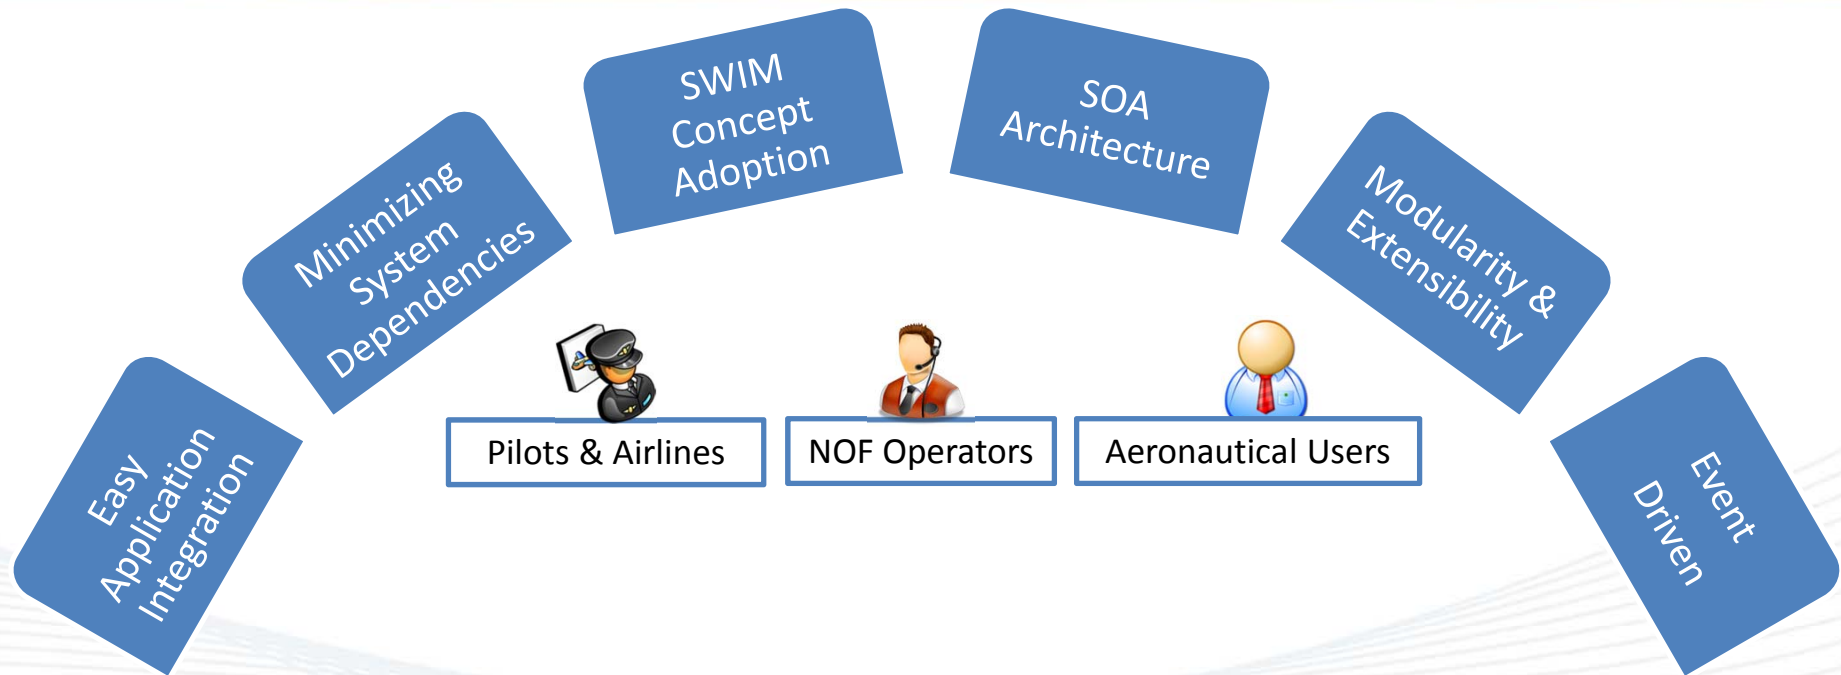 Easy
Application
Integration
Minimizing
System
Dependencies
SWIM
Concept
Adoption
SOA
Architecture
Modularity &
Extensibility
Event
Driven
Pilots & Airlines
NOF Operators
Aeronautical Users